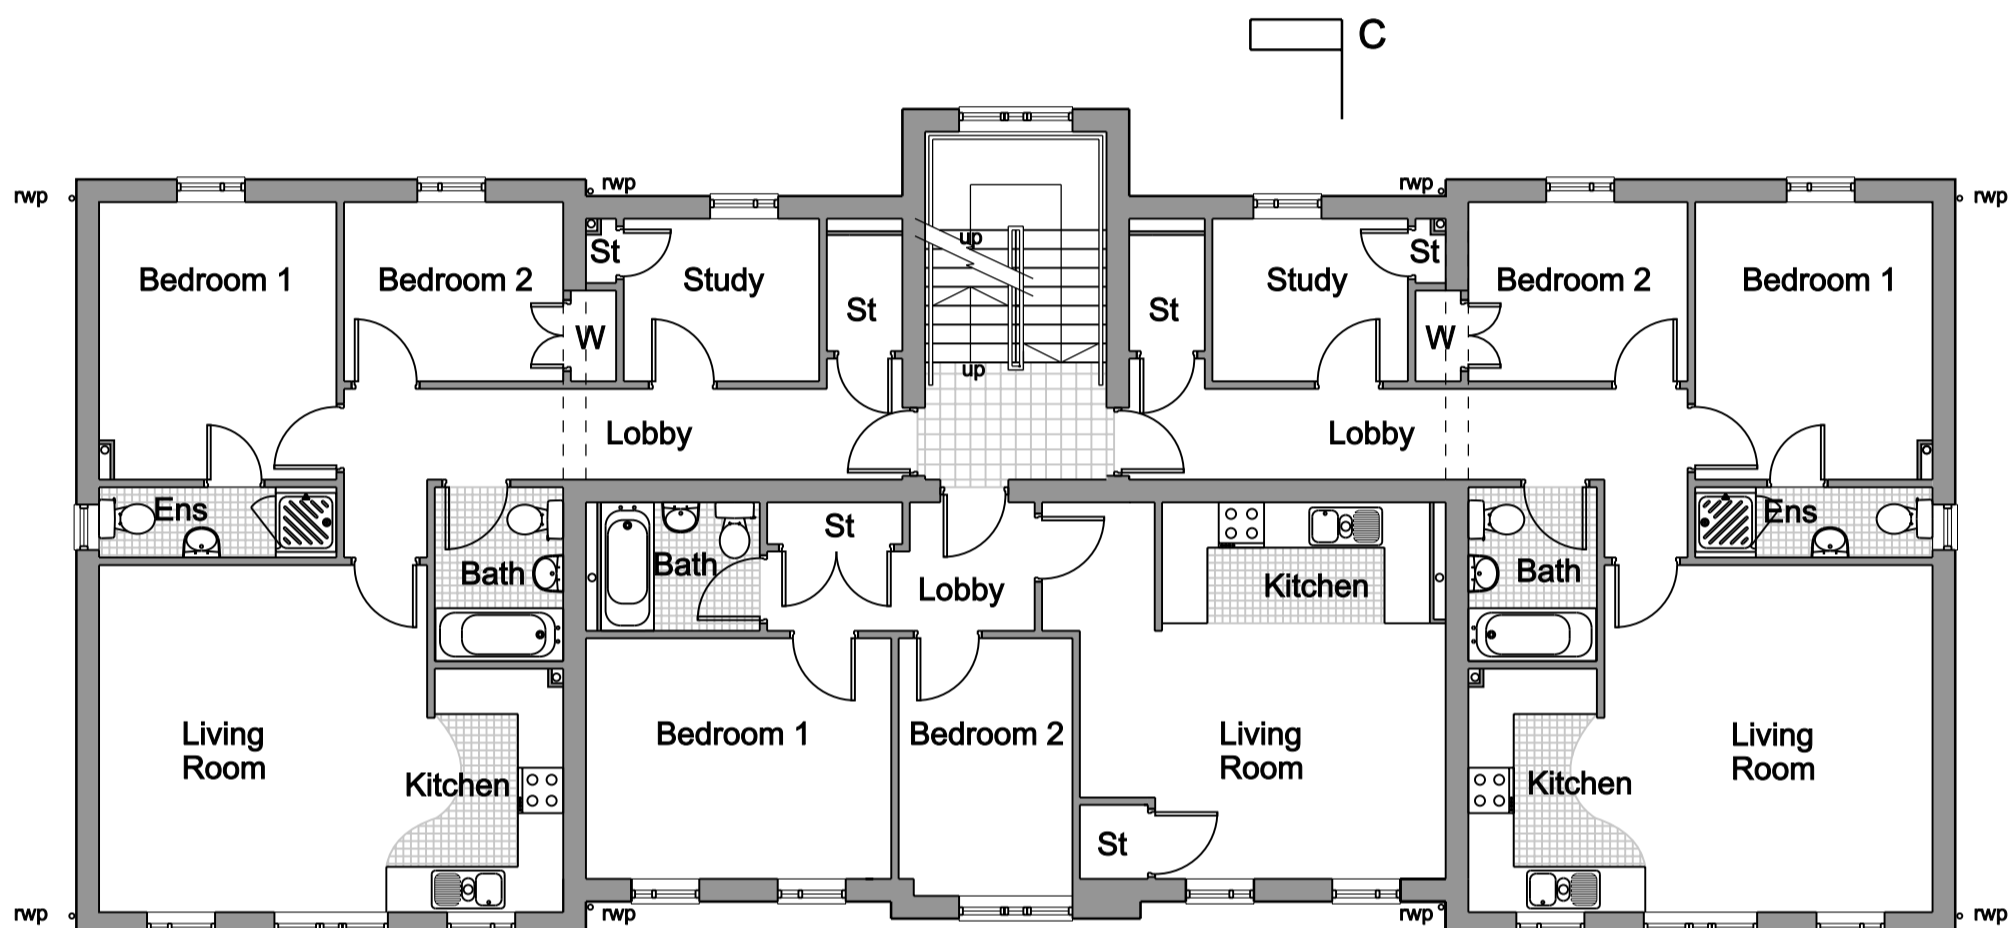 C
rwp
rwp
rwp
rwp
up
St
St
Bedroom 1
Bedroom 2
Study
Study
Bedroom 2
Bedroom 1
St
St
W
W
up
Lobby
Lobby
Ens
St
Ens
Bath
Bath
Bath
Kitchen
Lobby
Living
Room
Bedroom 1
Bedroom 2
Living
Room
Living
Room
Kitchen
Kitchen
St
rwp
rwp
rwp
rwp